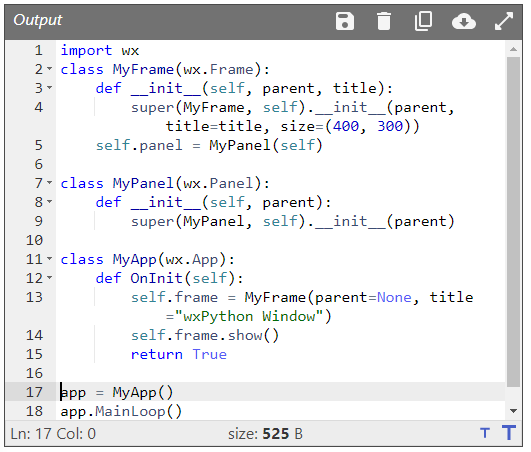 Output
1 import wx
2 class MyFrame(wx.Frame):
3     def __init__(self, parent, title):
4         super(MyFrame, self).__init__(parent,
            title=title, size=(400, 300))
5     self.panel = MyPanel(self)
6
7 class MyPanel(wx.Panel):
8     def __init__(self, parent):
9         super(MyPanel, self).__init__(parent)
10
11 class MyApp(wx.App):
12     def OnInit(self):
13         self.frame = MyFrame(parent=None, title
            ="wxPython Window")
14         self.frame.show()
15         return True
16
17 app = MyApp()
18 app.MainLoop()
Ln: 17 Col: 0 size: 525 B T T